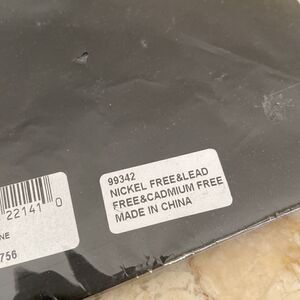 99342
NICKEL FREE&LEAD
FREE&CADMIUM FREE
MADE IN CHINA
22141 0
NE
756